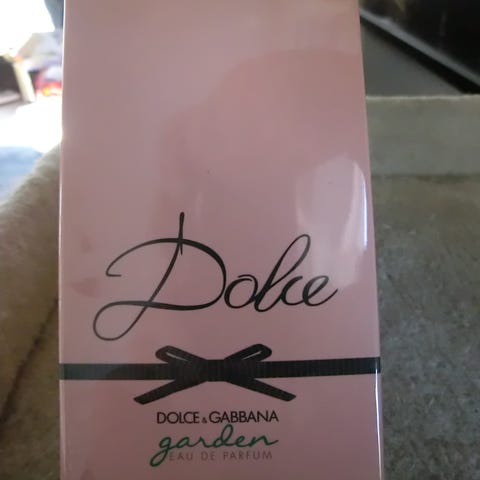 Dolce
DOLCE & GABBANA
garden
EAU DE PARFUM